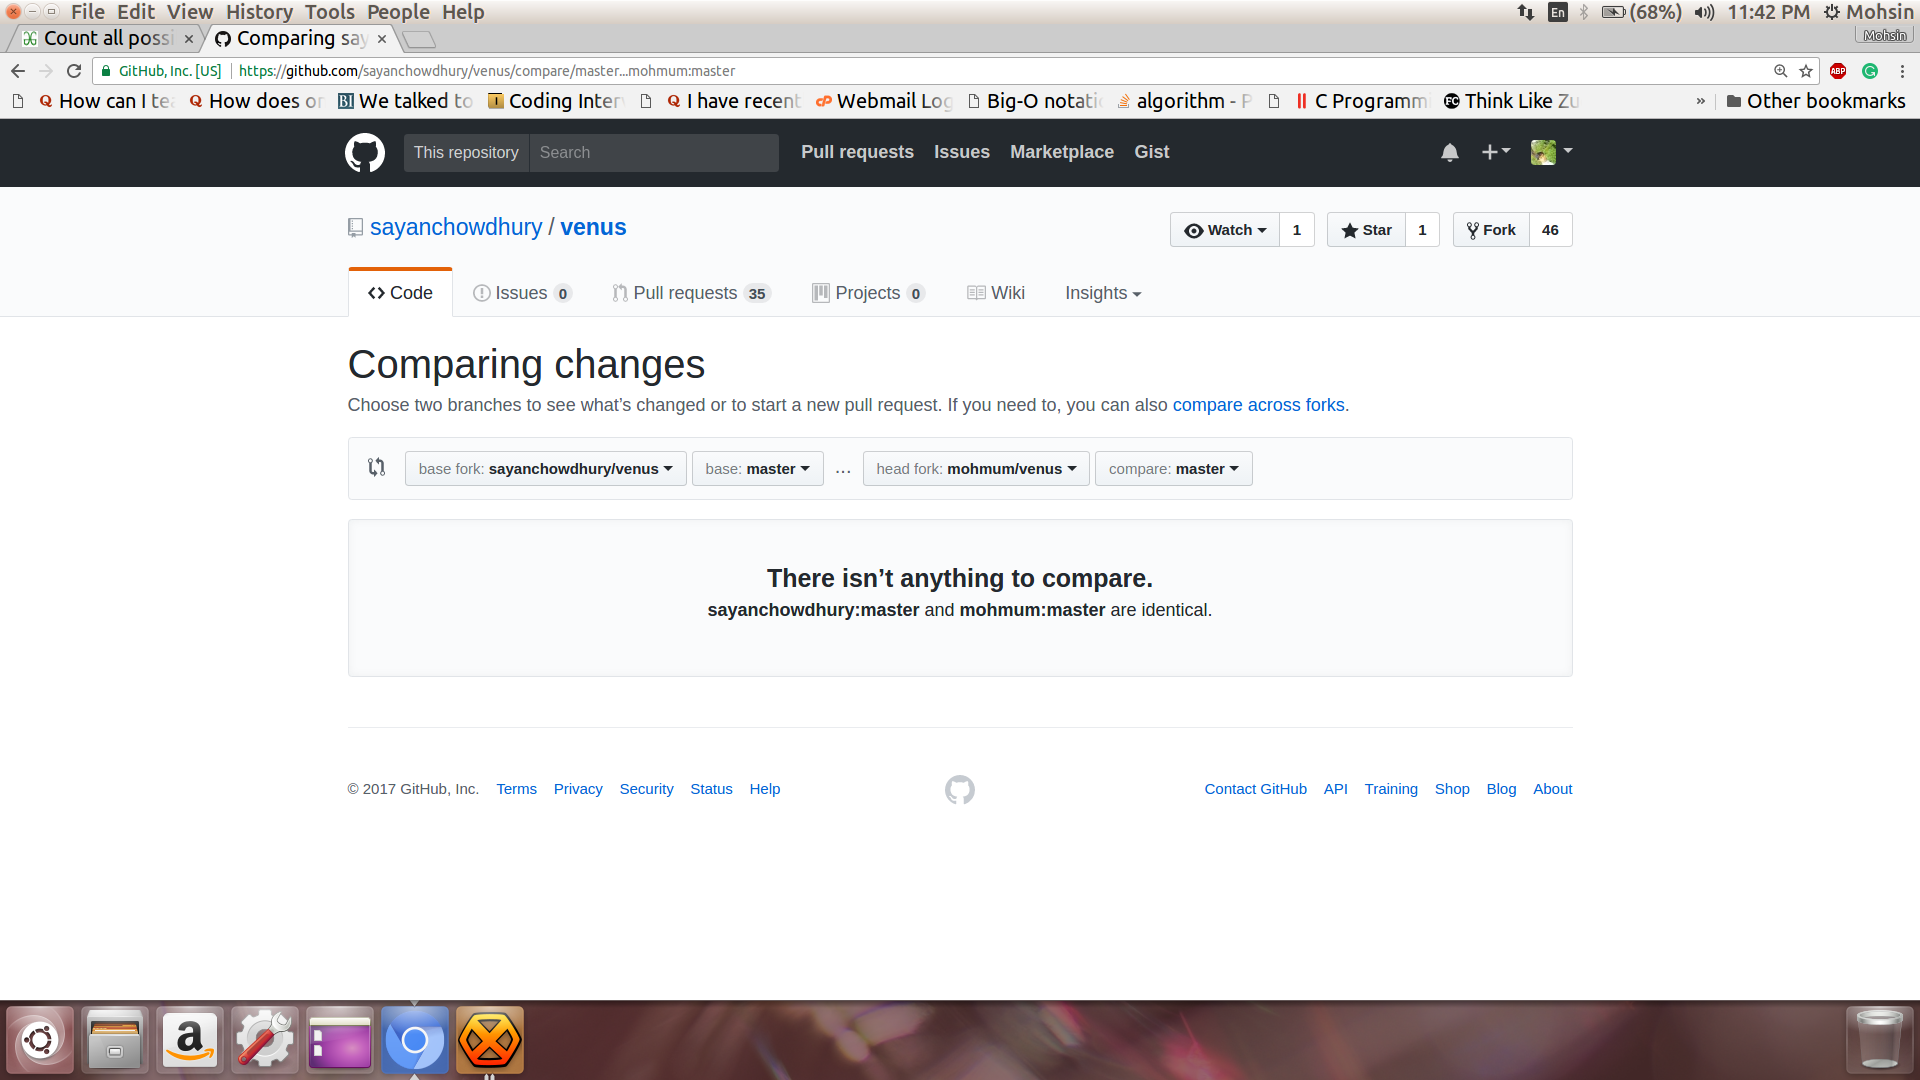 File Edit View History Tools People Help
En (68%) 11:42 PM Mohsin
Count all possi × Comparing say × Mohsin
GitHub, Inc. [US] https://github.com/sayanchowdhury/venus/compare/master...mohmum:master ABP
How can I te How does on BI We talked to Coding Inter I have recent Webmail Log Big-O notati algorithm - P C Programmi FC Think Like Zu » Other bookmarks
This repository Search Pull requests Issues Marketplace Gist
sayanchowdhury / venus Watch 1 Star 1 Fork 46
Code Issues 0 Pull requests 35 Projects 0 Wiki Insights
Comparing changes
Choose two branches to see what’s changed or to start a new pull request. If you need to, you can also compare across forks.
base fork: sayanchowdhury/venus base: master ... head fork: mohmum/venus compare: master
There isn’t anything to compare.
sayanchowdhury:master and mohmum:master are identical.
© 2017 GitHub, Inc. Terms Privacy Security Status Help Contact GitHub API Training Shop Blog About